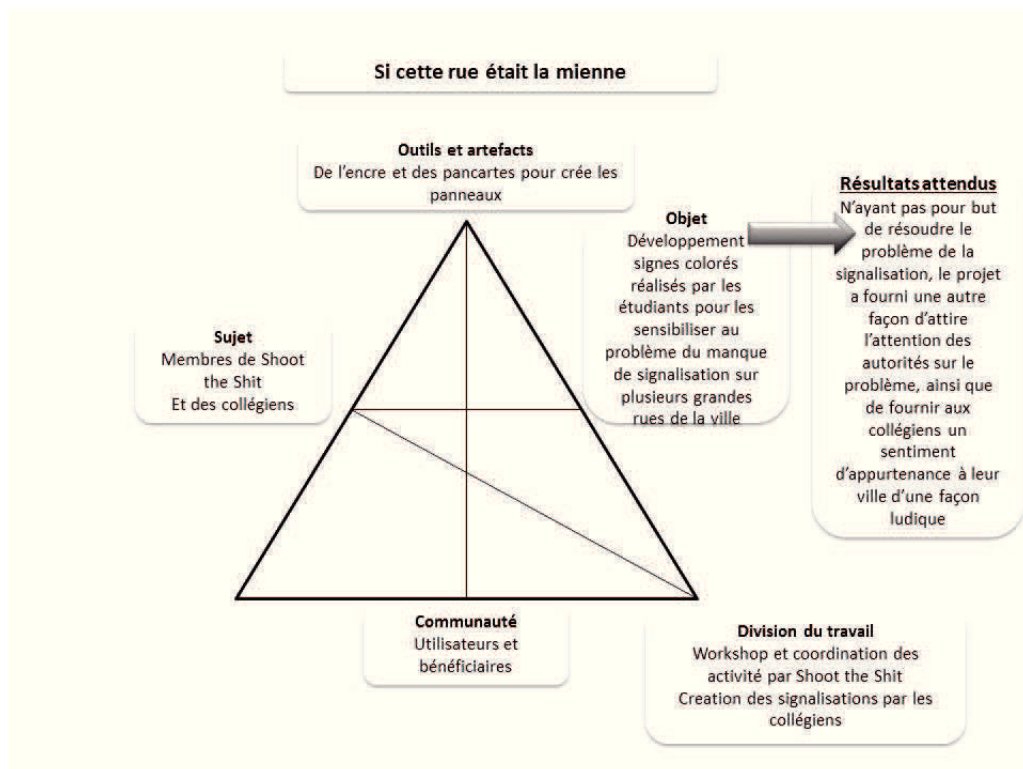 Si cette rue était la mienne
Outils et artefacts
De l'encre et des pancartes pour crée les
panneaux
Sujet
Membres de Shoot
the Shit
Et des collégiens
Objet
Développement
signes colorés
réalisés par les
étudiants pour les
sensibiliser au
problème du manque
de signalisation sur
plusieurs grandes
rues de la ville
Résultats attendus
N'ayant pas pour but
de résoudre le
problème de la
signalisation, le projet
a fourni une autre
façon d'attire
l'attention des
autorités sur le
problème, ainsi que
de fournir aux
collégiens un
sentiment
d'appurtenance à leur
ville d'une façon
ludique
Communauté
Utilisateurs et
bénéficiaires
Division du travail
Workshop et coordination des
activité par Shoot the Shit
Creation des signalisations par les
collégiens